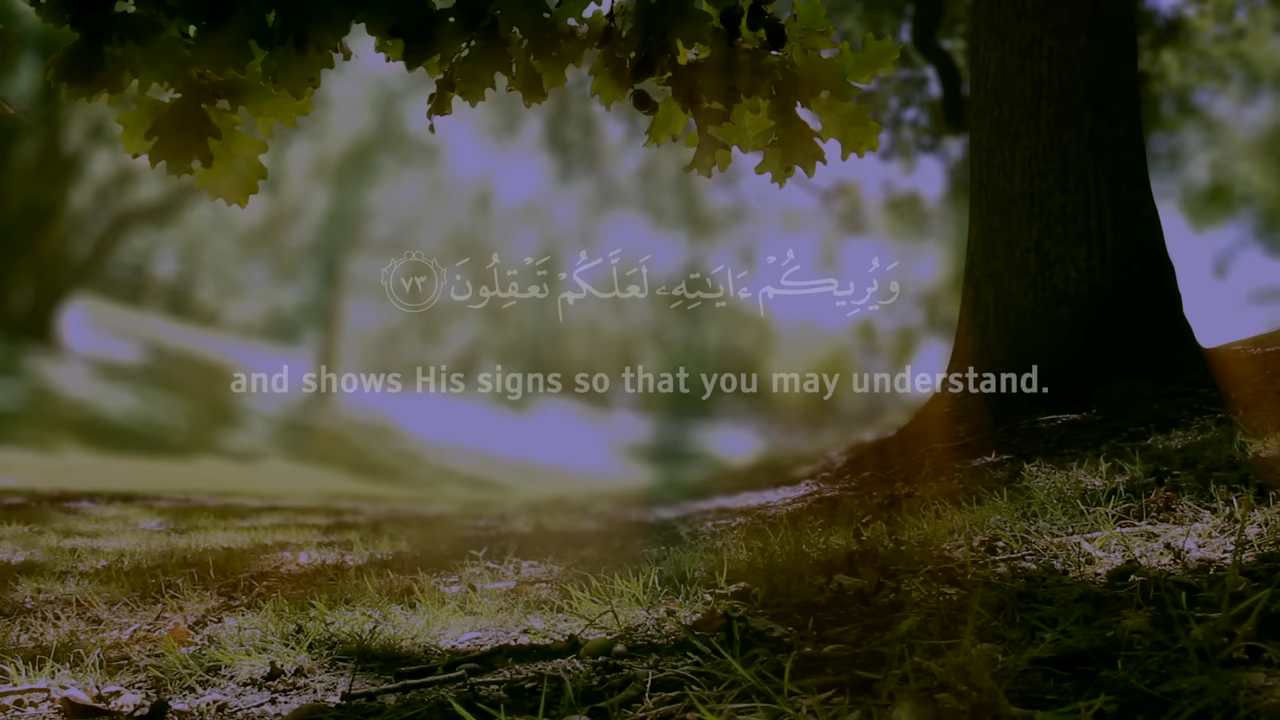 وَيُرِيكُمْ ءَايَـٰتِهِۦ لَعَلَّكُمْ تَعْقِلُونَ ٧٣
and shows His signs so that you may understand.